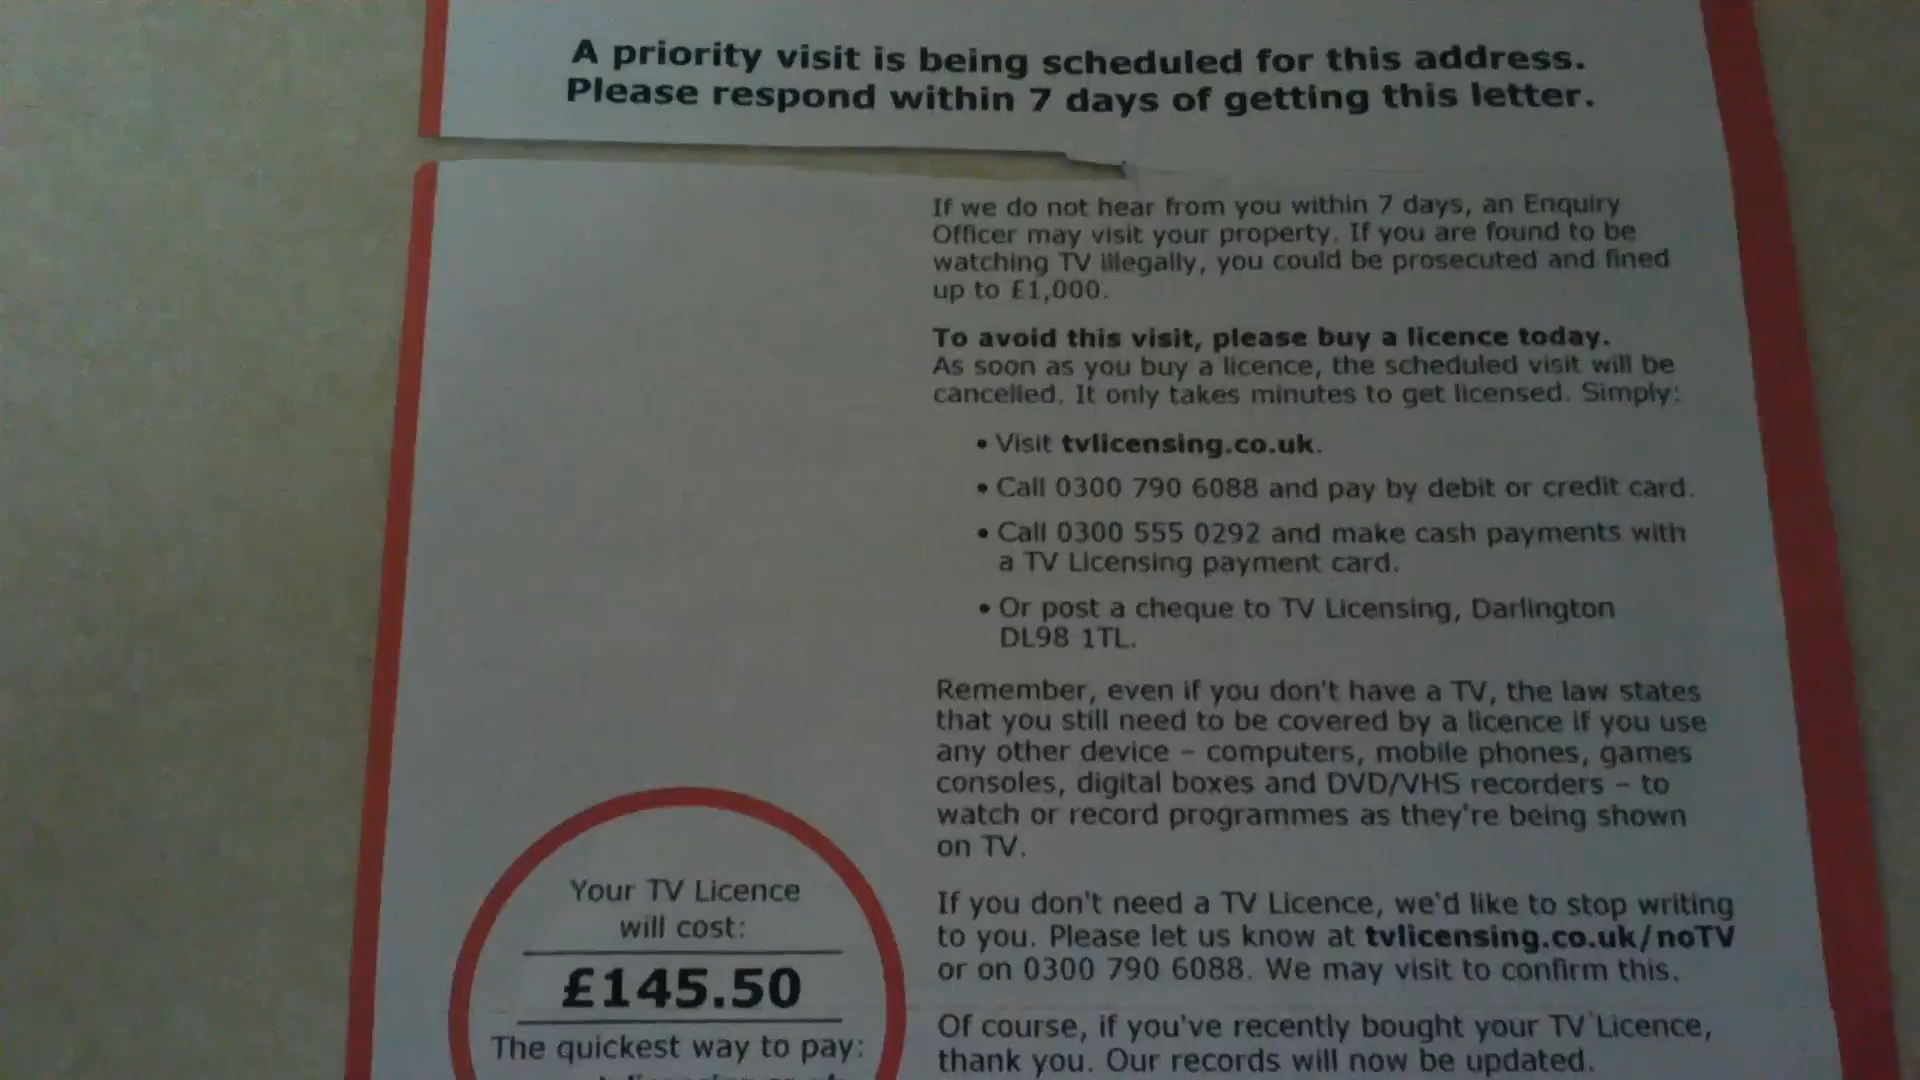 A priority visit is being scheduled for this address.
Please respond within 7 days of getting this letter.
If we do not hear from you within 7 days, an Enquiry
Officer may visit your property. If you are found to be
watching TV illegally, you could be prosecuted and fined
up to £1,000.
To avoid this visit, please buy a licence today.
As soon as you buy a licence, the scheduled visit will be
cancelled. It only takes minutes to get licensed. Simply:
• Visit tvlicensing.co.uk.
• Call 0300 790 6088 and pay by debit or credit card.
• Call 0300 555 0292 and make cash payments with
a TV Licensing payment card.
• Or post a cheque to TV Licensing, Darlington
DL98 1TL.
Remember, even if you don't have a TV, the law states
that you still need to be covered by a licence if you use
any other device – computers, mobile phones, games
consoles, digital boxes and DVD/VHS recorders – to
watch or record programmes as they're being shown
on TV.
If you don't need a TV Licence, we'd like to stop writing
to you. Please let us know at tvlicensing.co.uk/noTV
or on 0300 790 6088. We may visit to confirm this.
Of course, if you've recently bought your TV Licence,
thank you. Our records will now be updated.
Your TV Licence
will cost:
£145.50
The quickest way to pay: